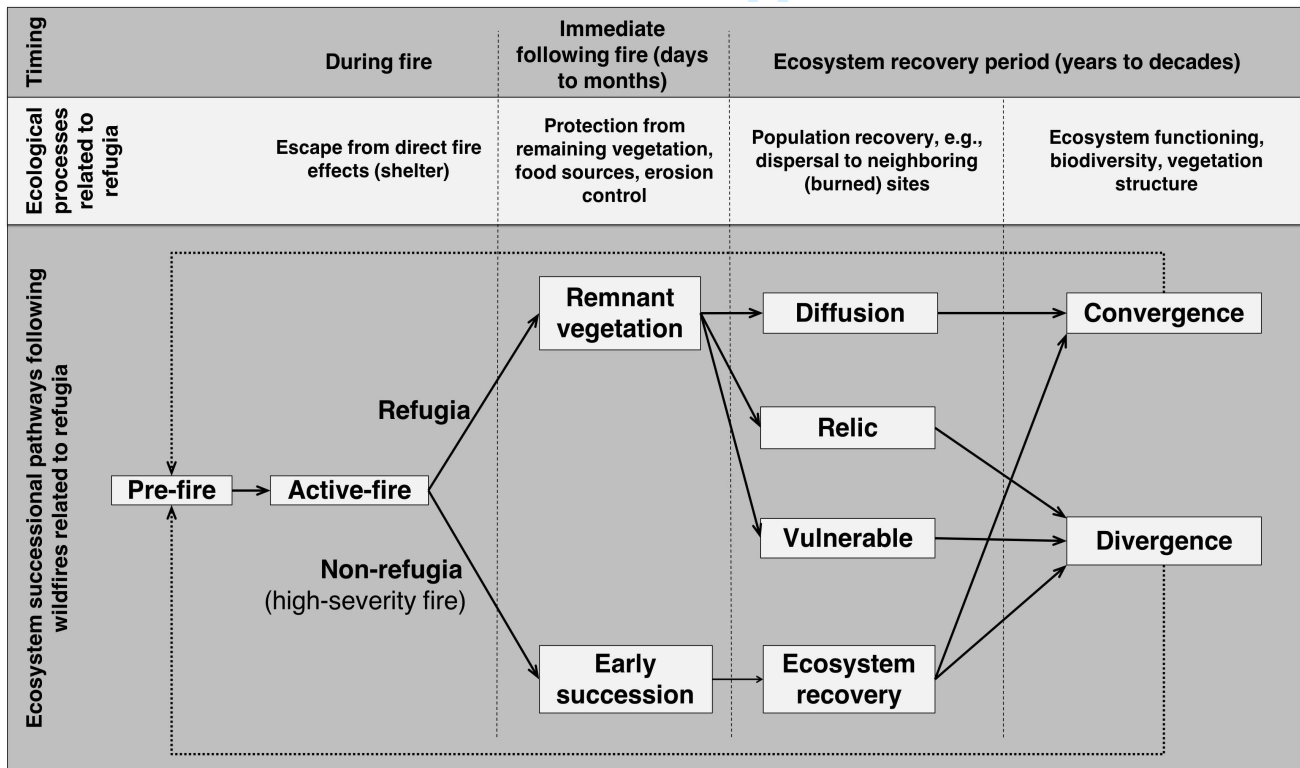 Timing
During fire
Immediate
following fire (days
to months)
Ecosystem recovery period (years to decades)
Ecological
processes
related to
refugia
Escape from direct fire
effects (shelter)
Protection from
remaining vegetation,
food sources, erosion
control
Population recovery, e.g.,
dispersal to neighboring
(burned) sites
Ecosystem functioning,
biodiversity, vegetation
structure
Ecosystem successional pathways following
wildfires related to refugia
Pre-fire
Active-fire
Refugia
Non-refugia
(high-severity fire)
Remnant
vegetation
Early
succession
Diffusion
Relic
Vulnerable
Ecosystem
recovery
Convergence
Divergence